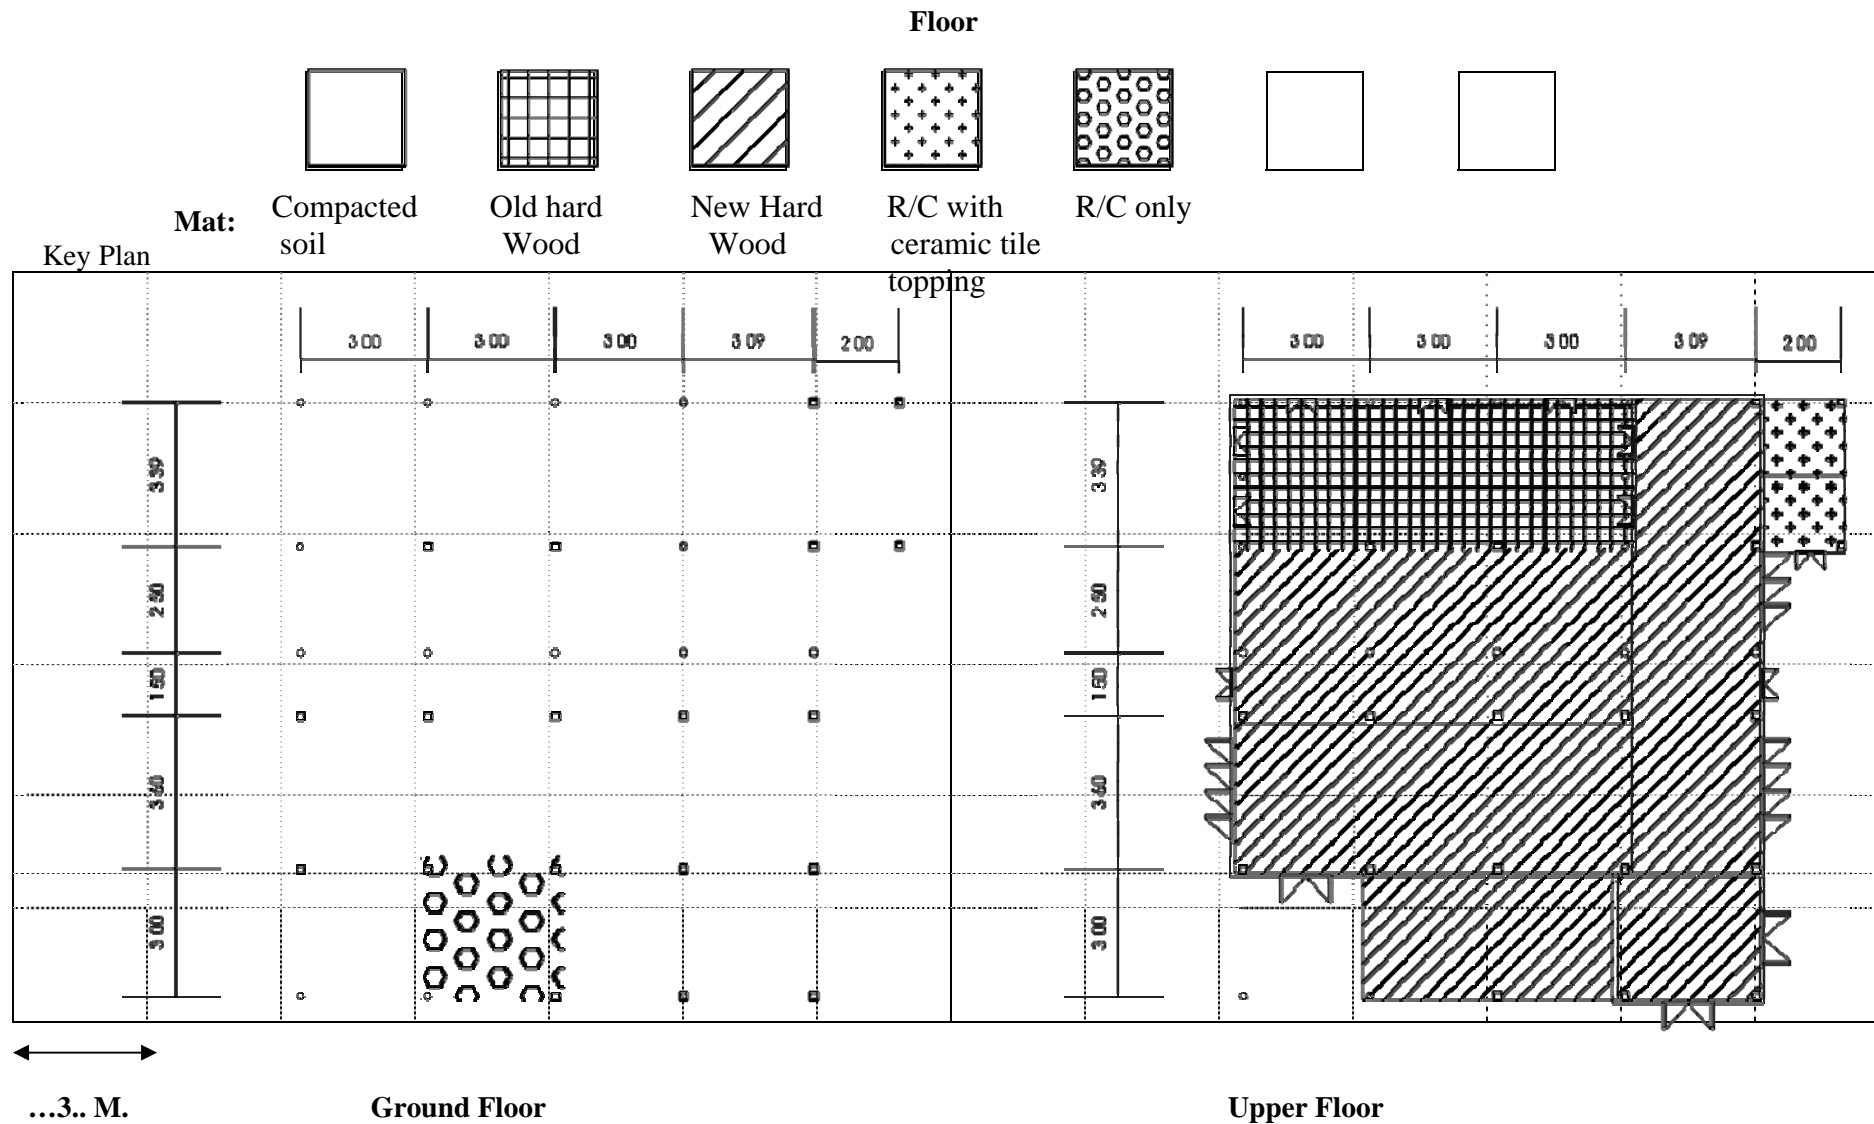 Floor
Mat:
Compacted
soil
Old hard
Wood
New Hard
Wood
R/C with
ceramic tile
topping
R/C only
Key Plan
3.00 3.00 3.00 3.09 2.00
3.39
2.50
1.50
3.60
3.00
3.00 3.00 3.00 3.09 2.00
3.39
2.50
1.50
3.60
3.00
…3.. M.
Ground Floor
Upper Floor